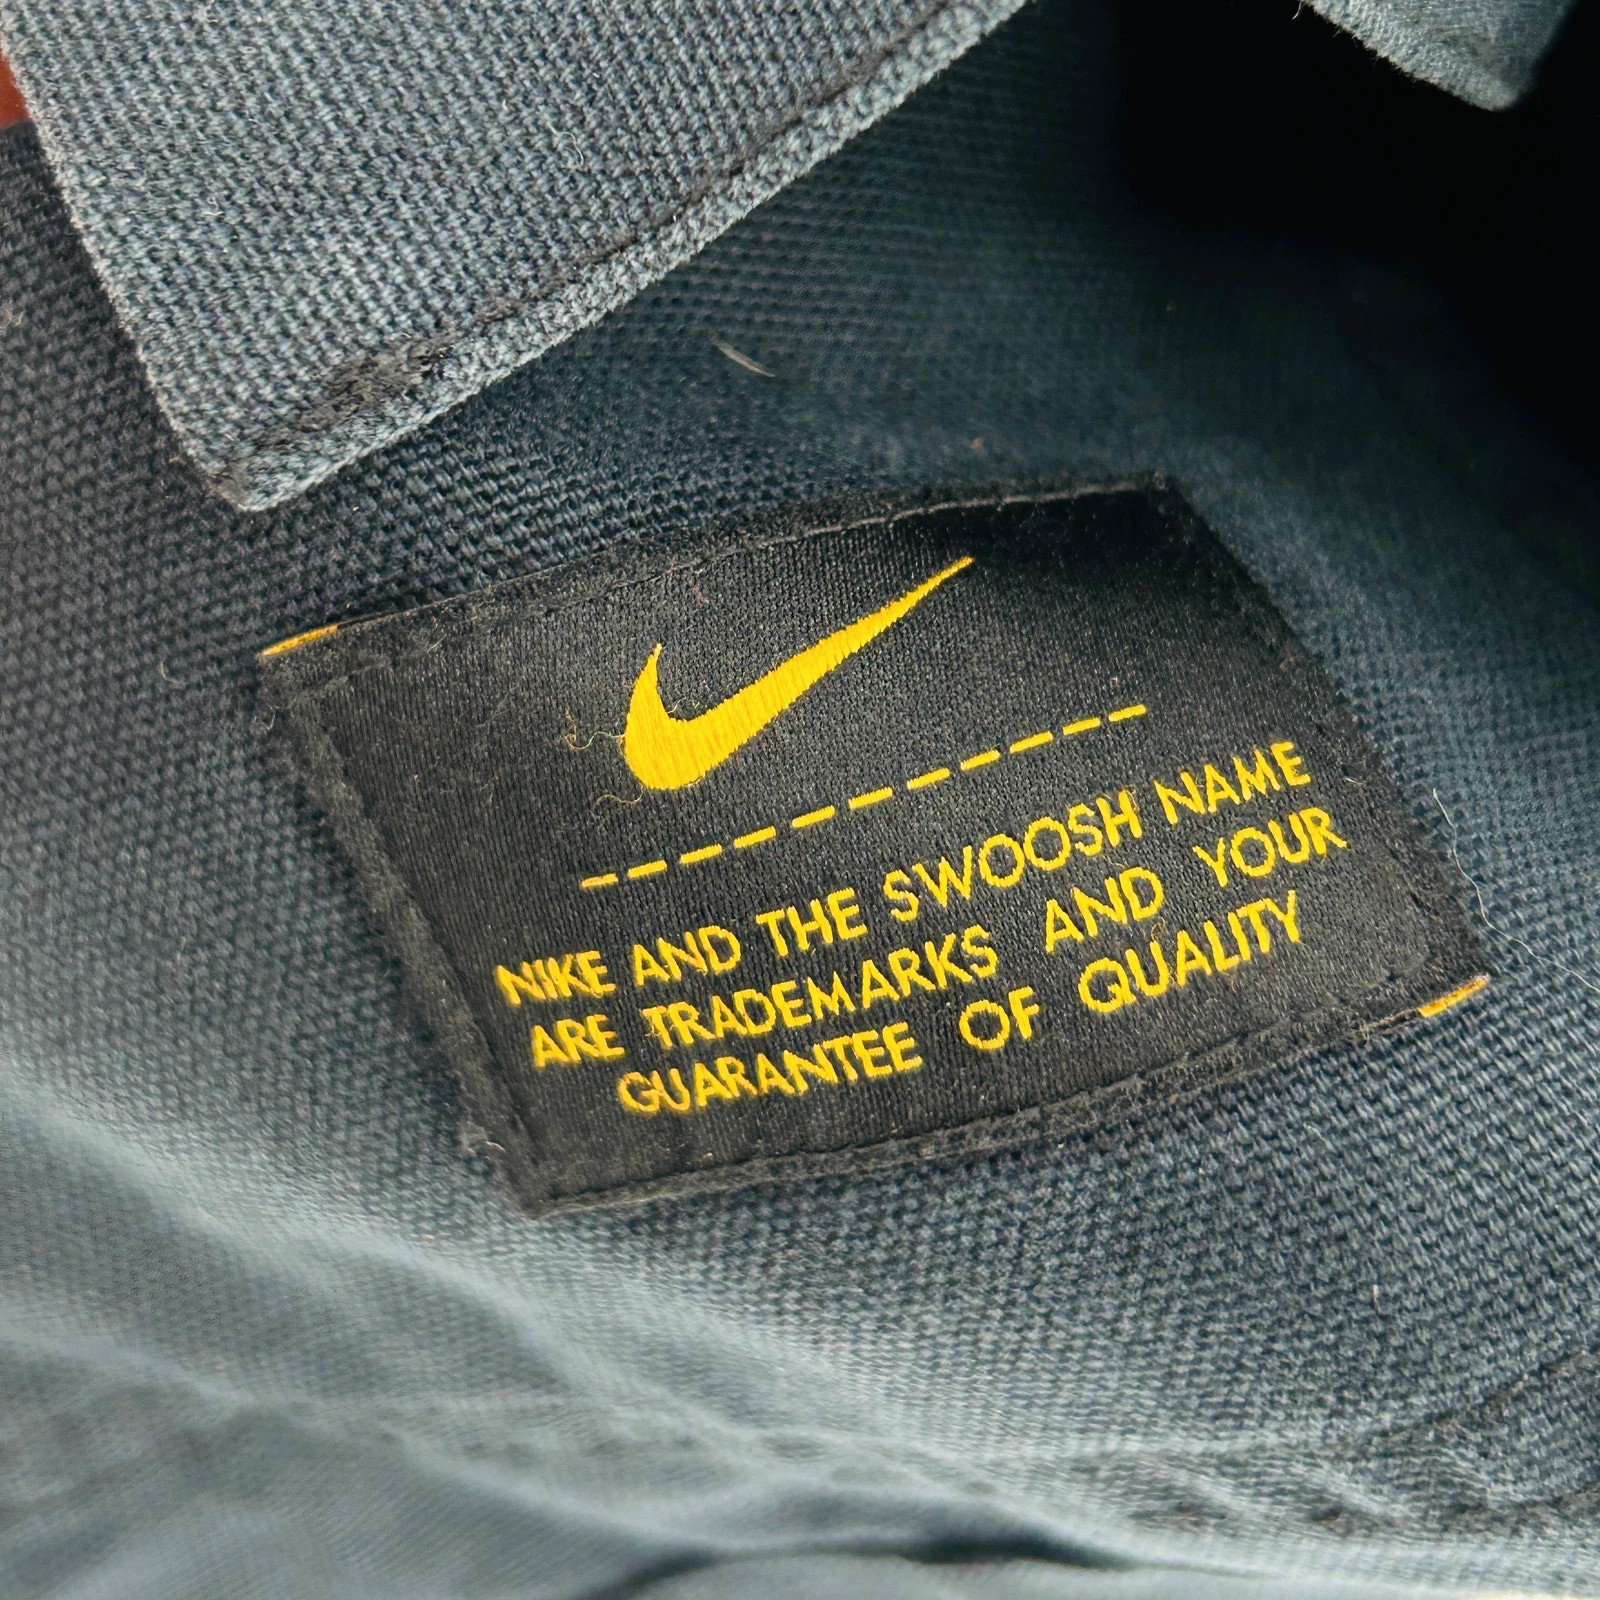 NIKE AND THE SWOOSH NAME
ARE TRADEMARKS AND YOUR
GUARANTEE OF QUALITY